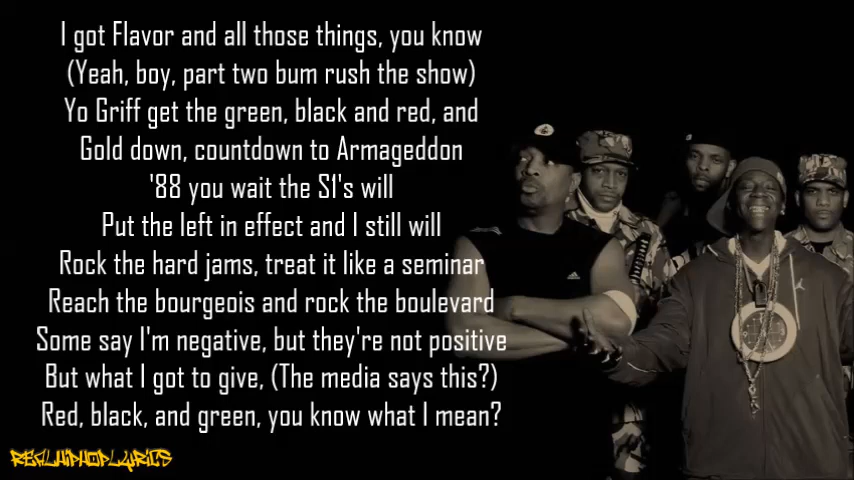 I got Flavor and all those things, you know
(Yeah, boy, part two bum rush the show)
Yo Griff get the green, black and red, and
Gold down, countdown to Armageddon
'88 you wait the S1's will
Put the left in effect and I still will
Rock the hard jams, treat it like a seminar
Reach the bourgeois and rock the boulevard
Some say I'm negative, but they're not positive
But what I got to give, (The media says this?)
Red, black, and green, you know what I mean?
REALHIPHOPLYRICS